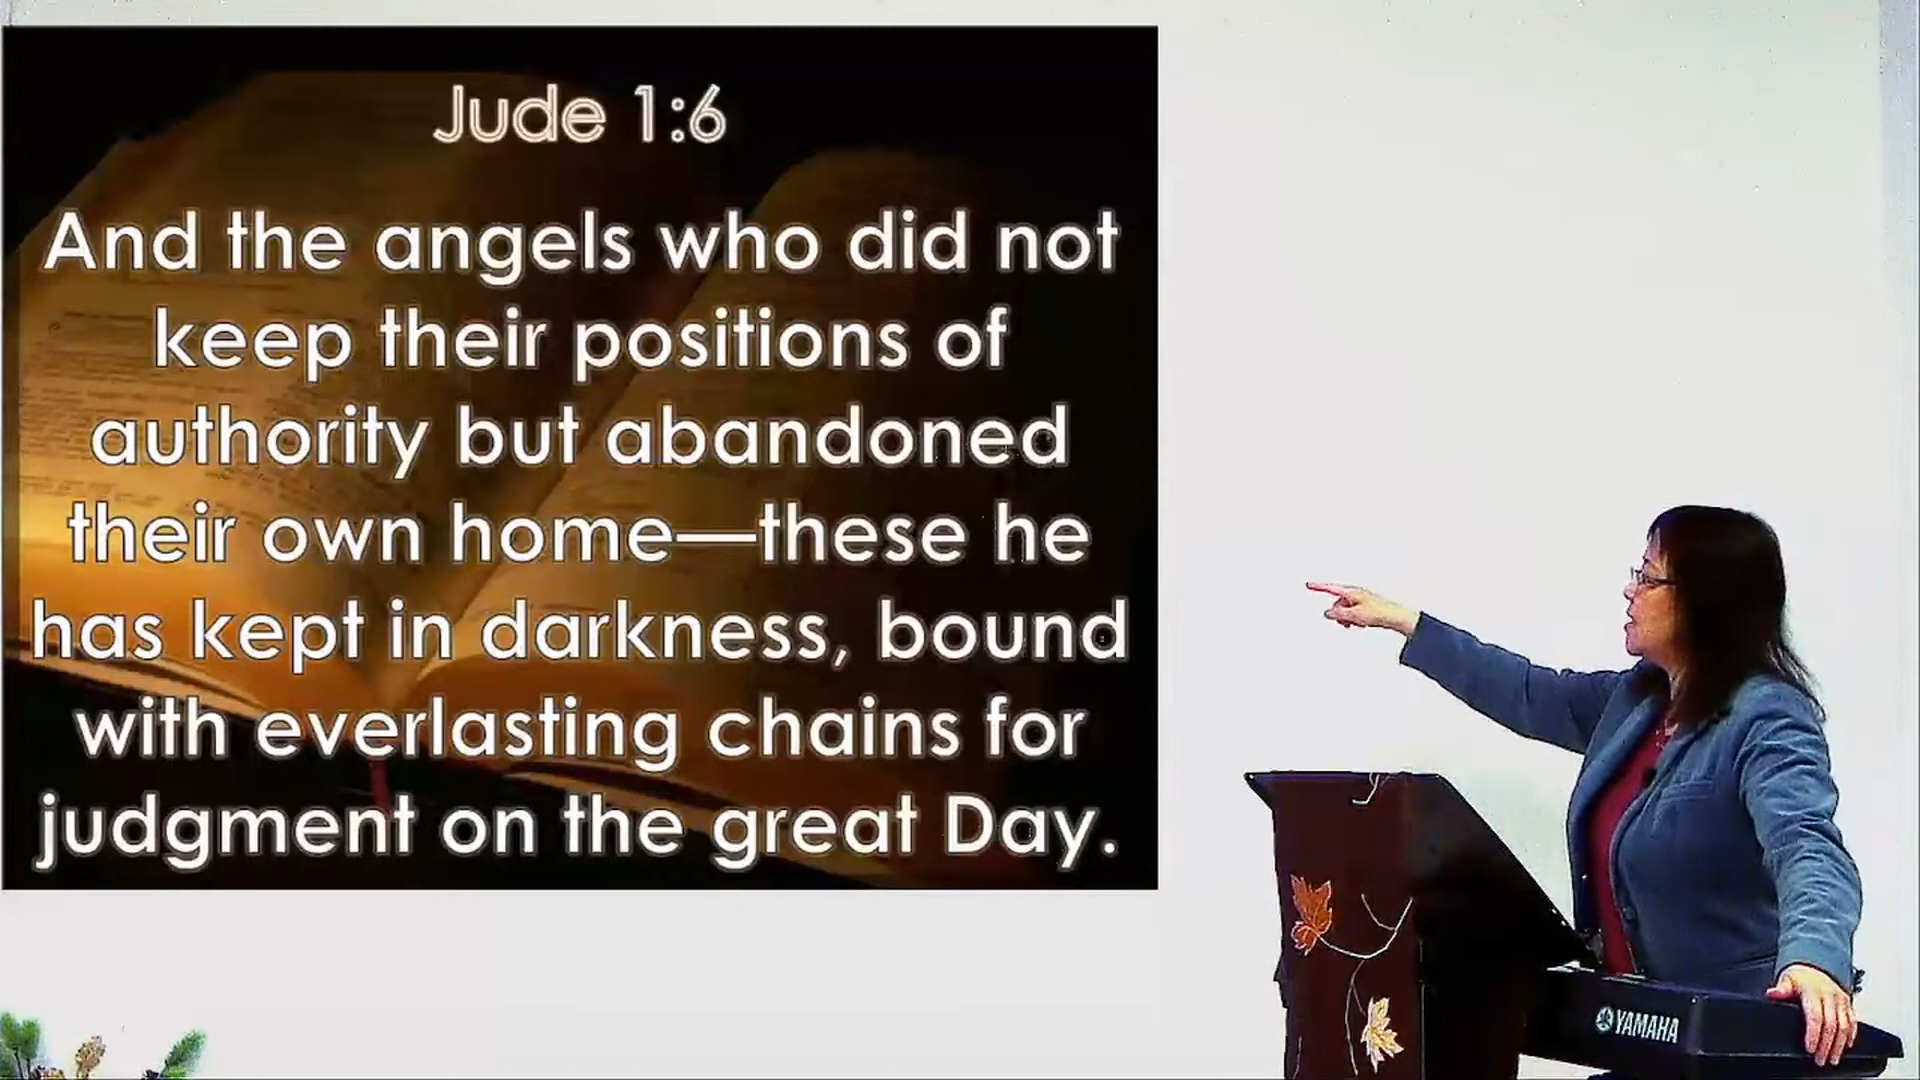 Jude 1:6
And the angels who did not
keep their positions of
authority but abandoned
their own home—these he
has kept in darkness, bound
with everlasting chains for
judgment on the great Day.
YAMAHA